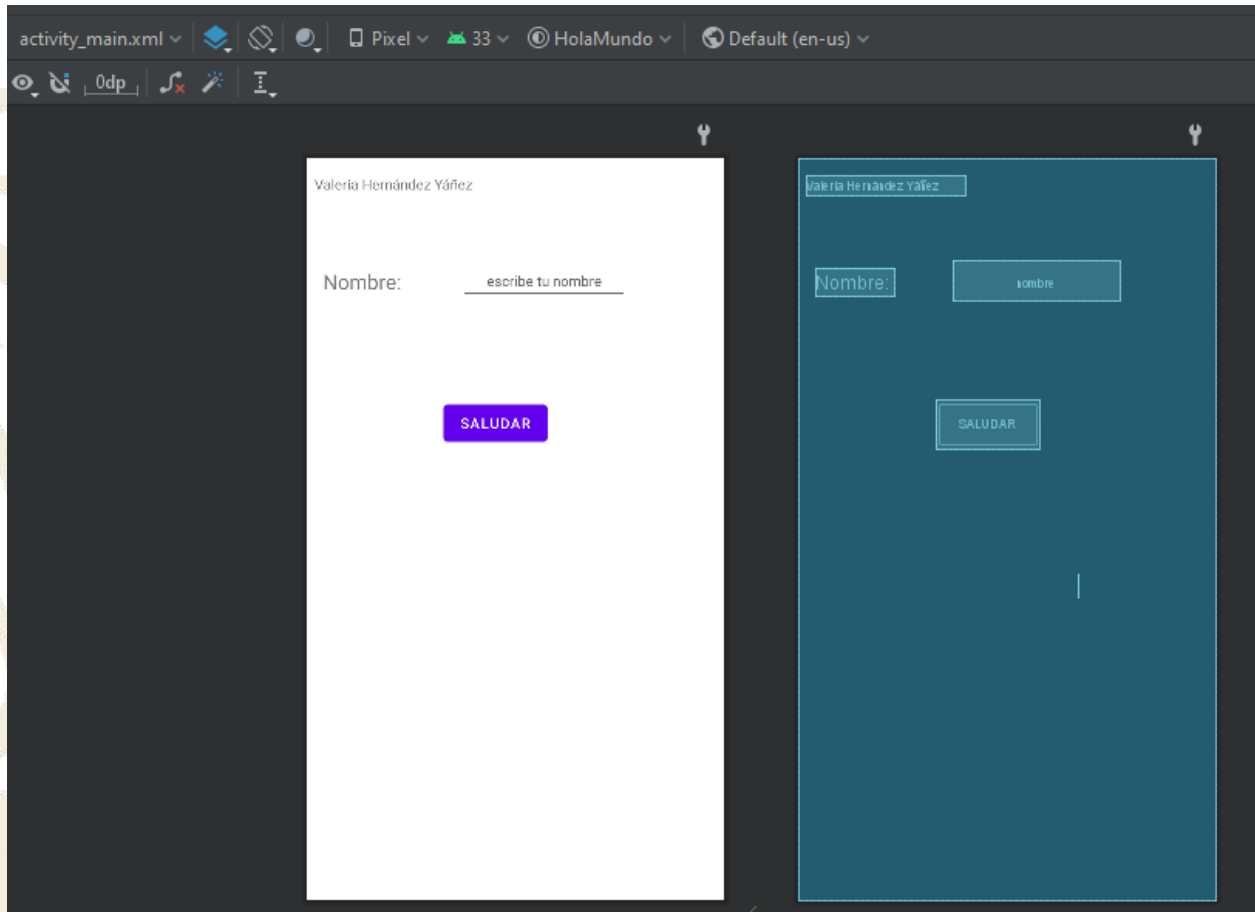 activity_main.xml Pixel 33 HolaMundo Default (en-us)
0dp
Valeria Hernández Yáñez
Nombre: escribe tu nombre
SALUDAR
Valeria Hernández Yáñez
Nombre: nombre
SALUDAR